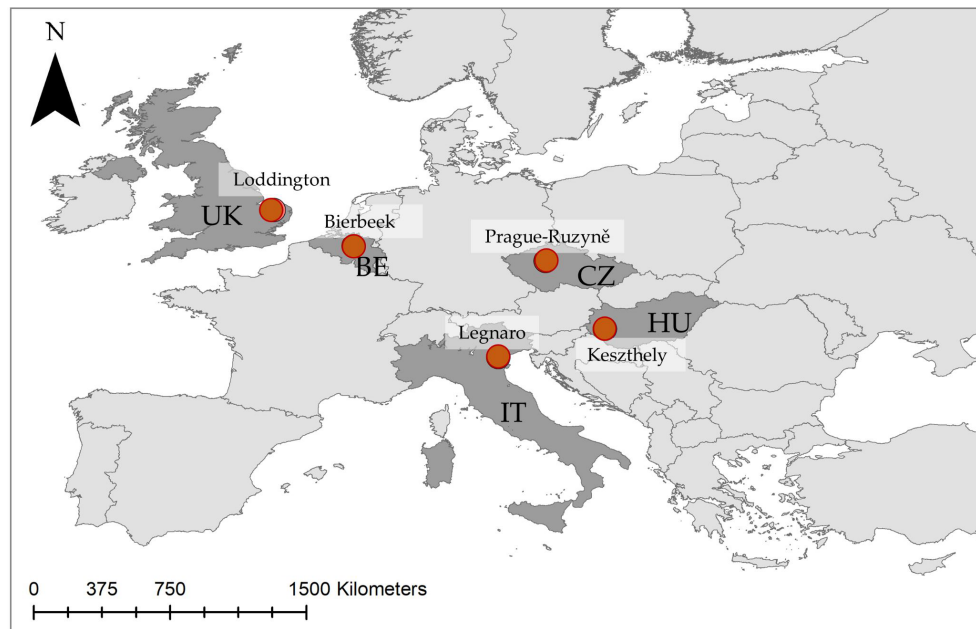 N
Loddington
UK
Bierbeek
BE
Prague-Ruzyně
CZ
HU
Keszthely
Legnaro
IT
0 375 750 1500 Kilometers